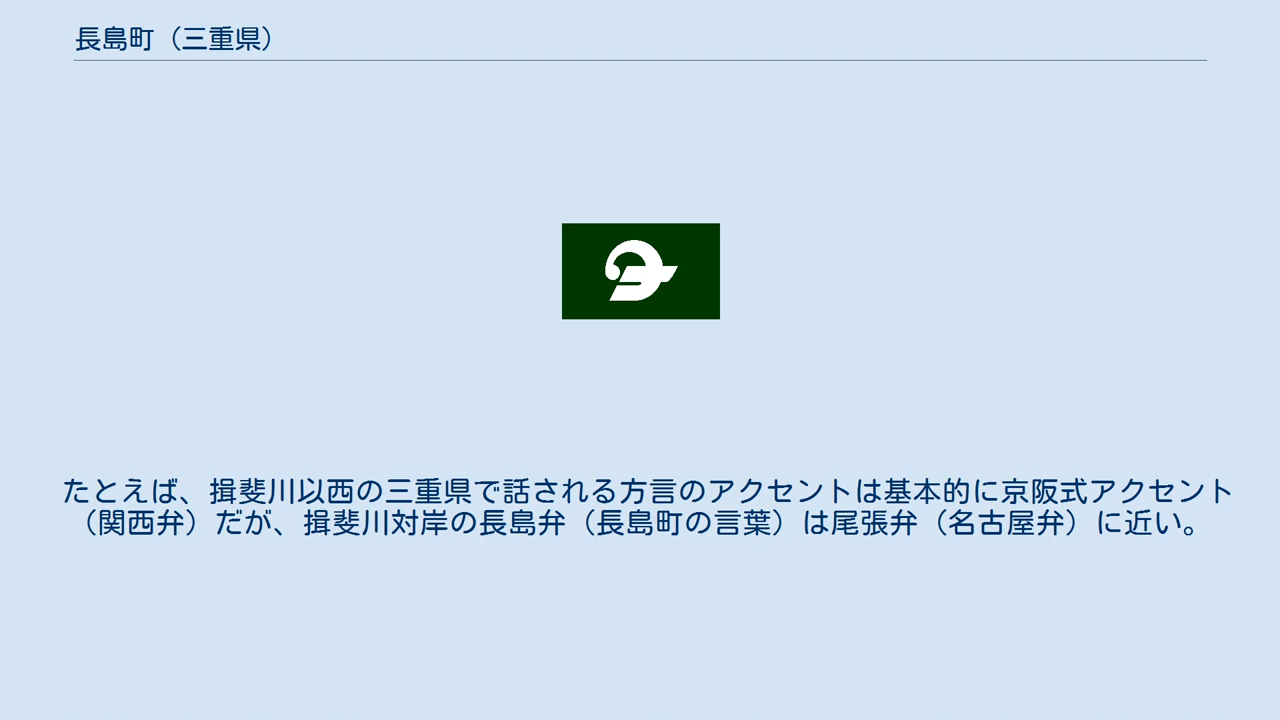 長島町（三重県）
たとえば、揖斐川以西の三重県で話される方言のアクセントは基本的に京阪式アクセント
（関西弁）だが、揖斐川対岸の長島弁（長島町の言葉）は尾張弁（名古屋弁）に近い。